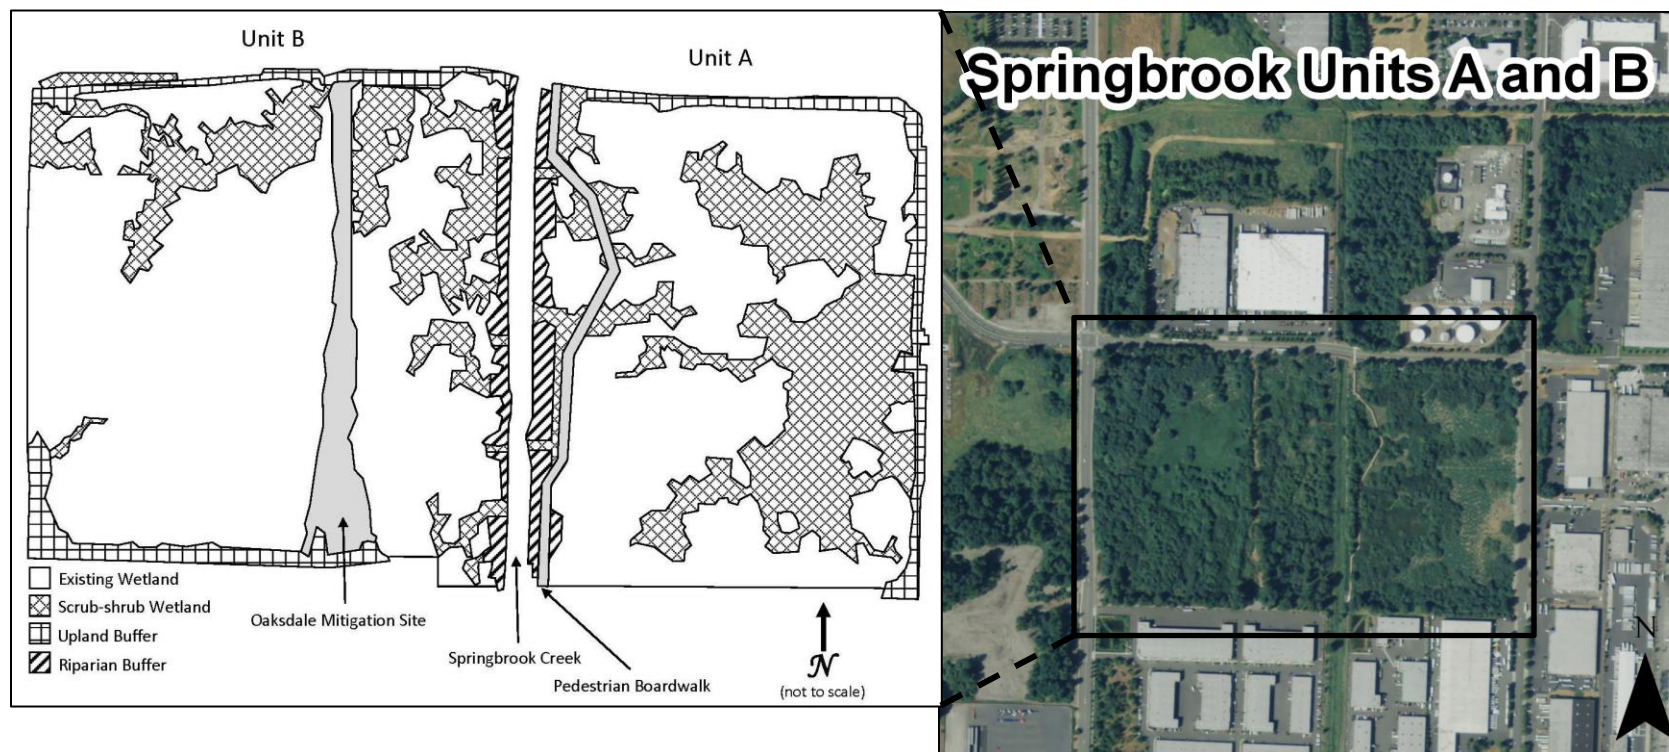 Unit B
Unit A
Existing Wetland
Scrub-shrub Wetland
Upland Buffer
Riparian Buffer
Oaksdale Mitigation Site
Springbrook Creek
Pedestrian Boardwalk
N
(not to scale)
Springbrook Units A and B
N